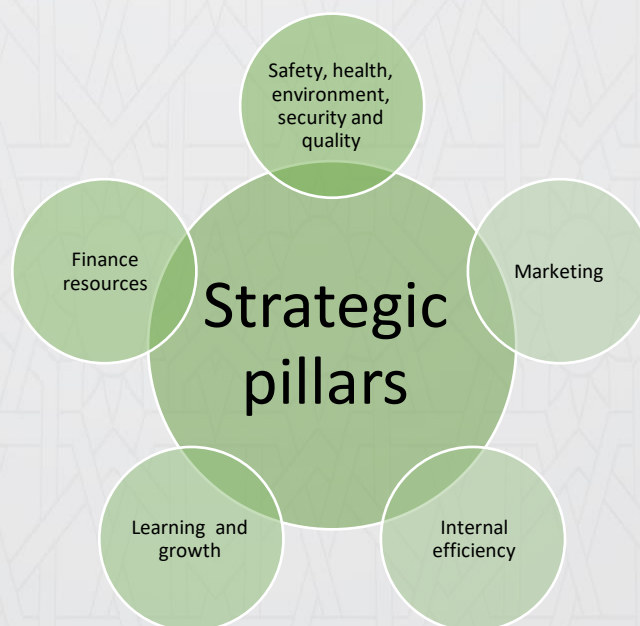 Safety, health,
environment,
security and
quality
Marketing
Internal
efficiency
Learning and
growth
Finance
resources
Strategic
pillars